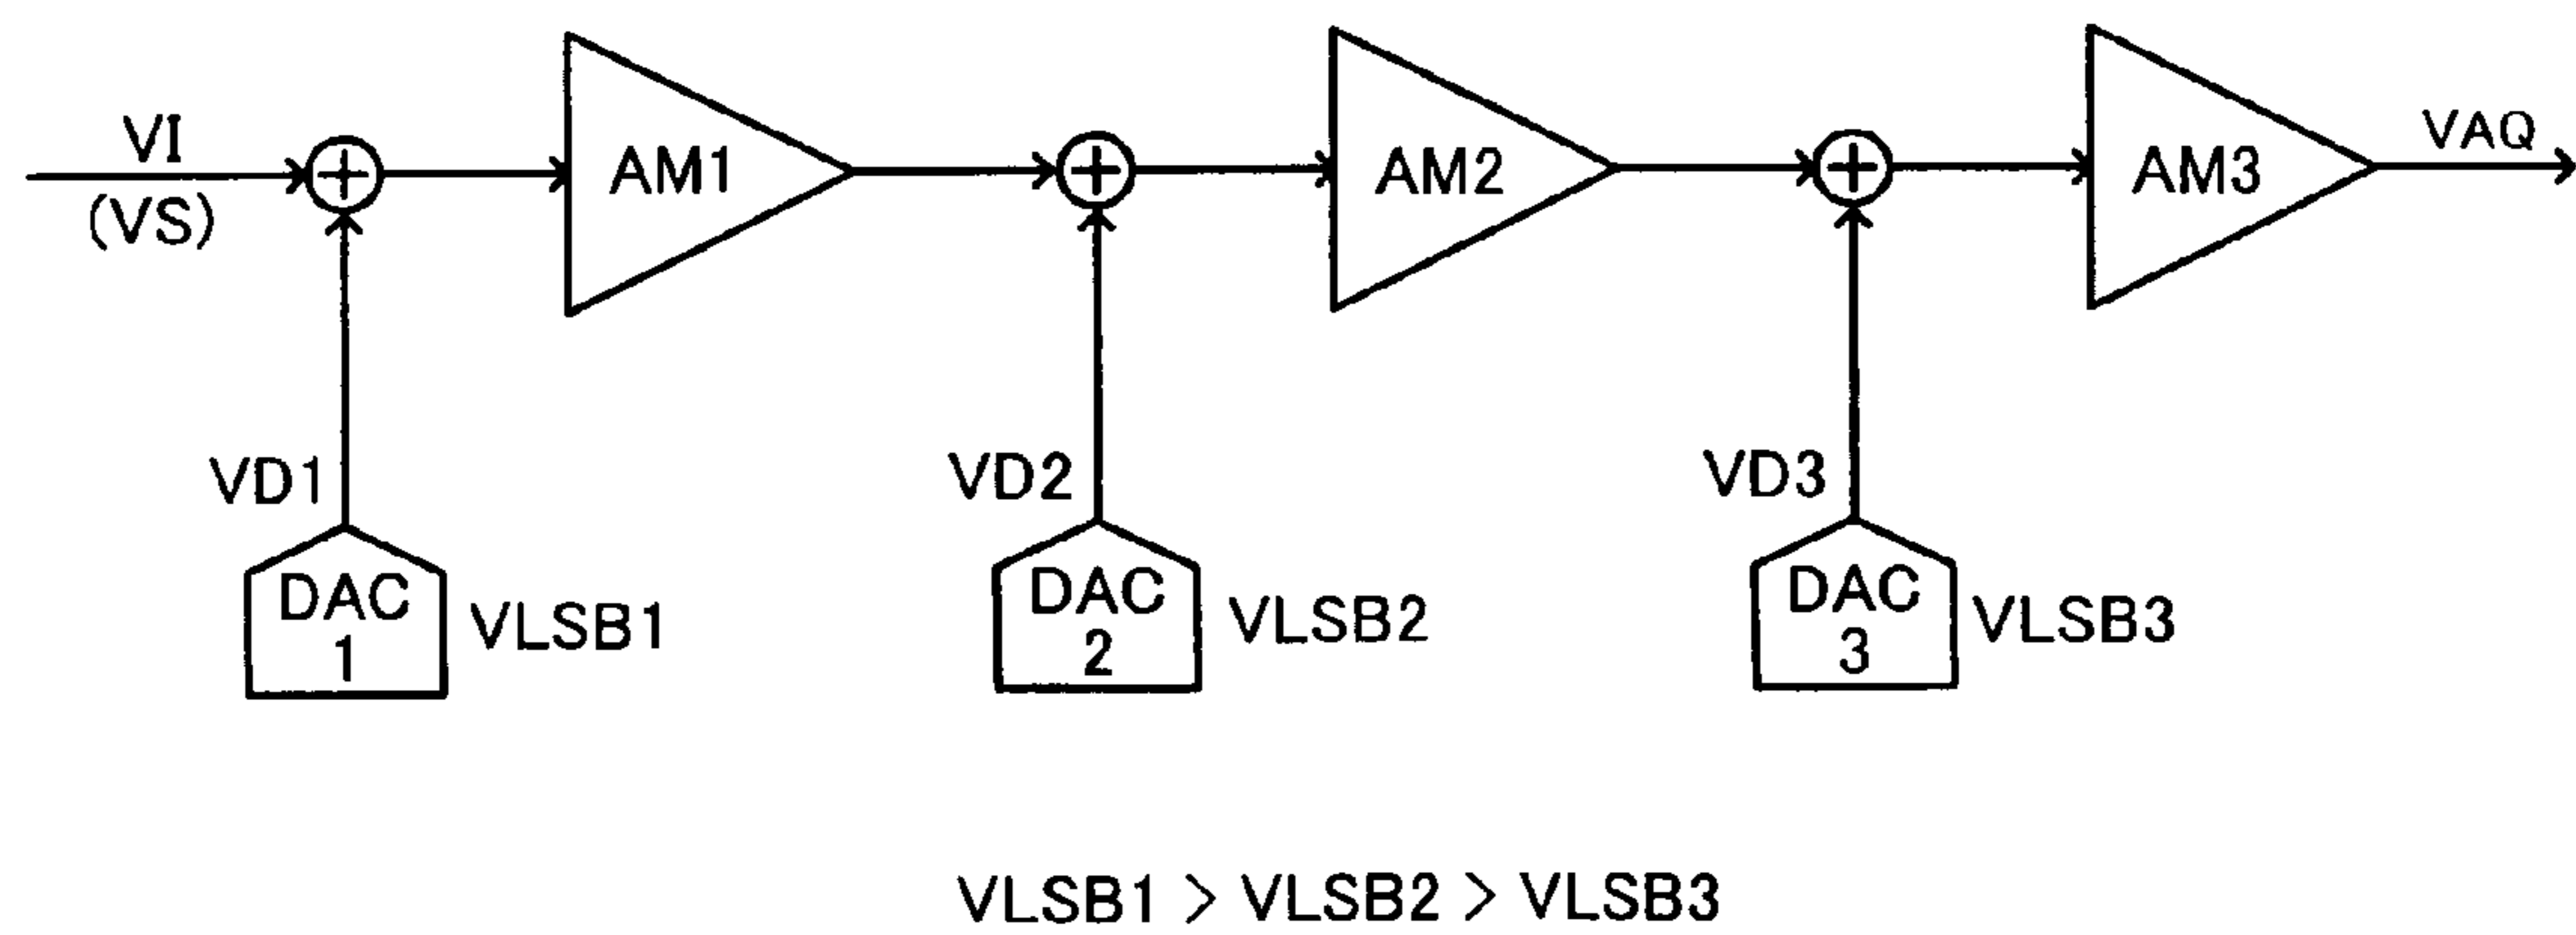 VI
(VS)
AM1
AM2
AM3
VAQ
VD1
VD2
VD3
DAC
1
VLSB1
DAC
2
VLSB2
DAC
3
VLSB3
VLSB1 > VLSB2 > VLSB3